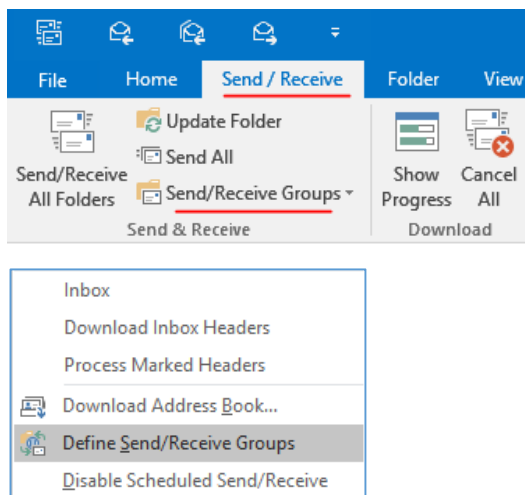 File Home Send / Receive Folder View
Send/Receive All Folders
Update Folder
Send All
Send/Receive Groups
Show Progress
Cancel All
Send & Receive
Download
Inbox
Download Inbox Headers
Process Marked Headers
Download Address Book...
Define Send/Receive Groups
Disable Scheduled Send/Receive